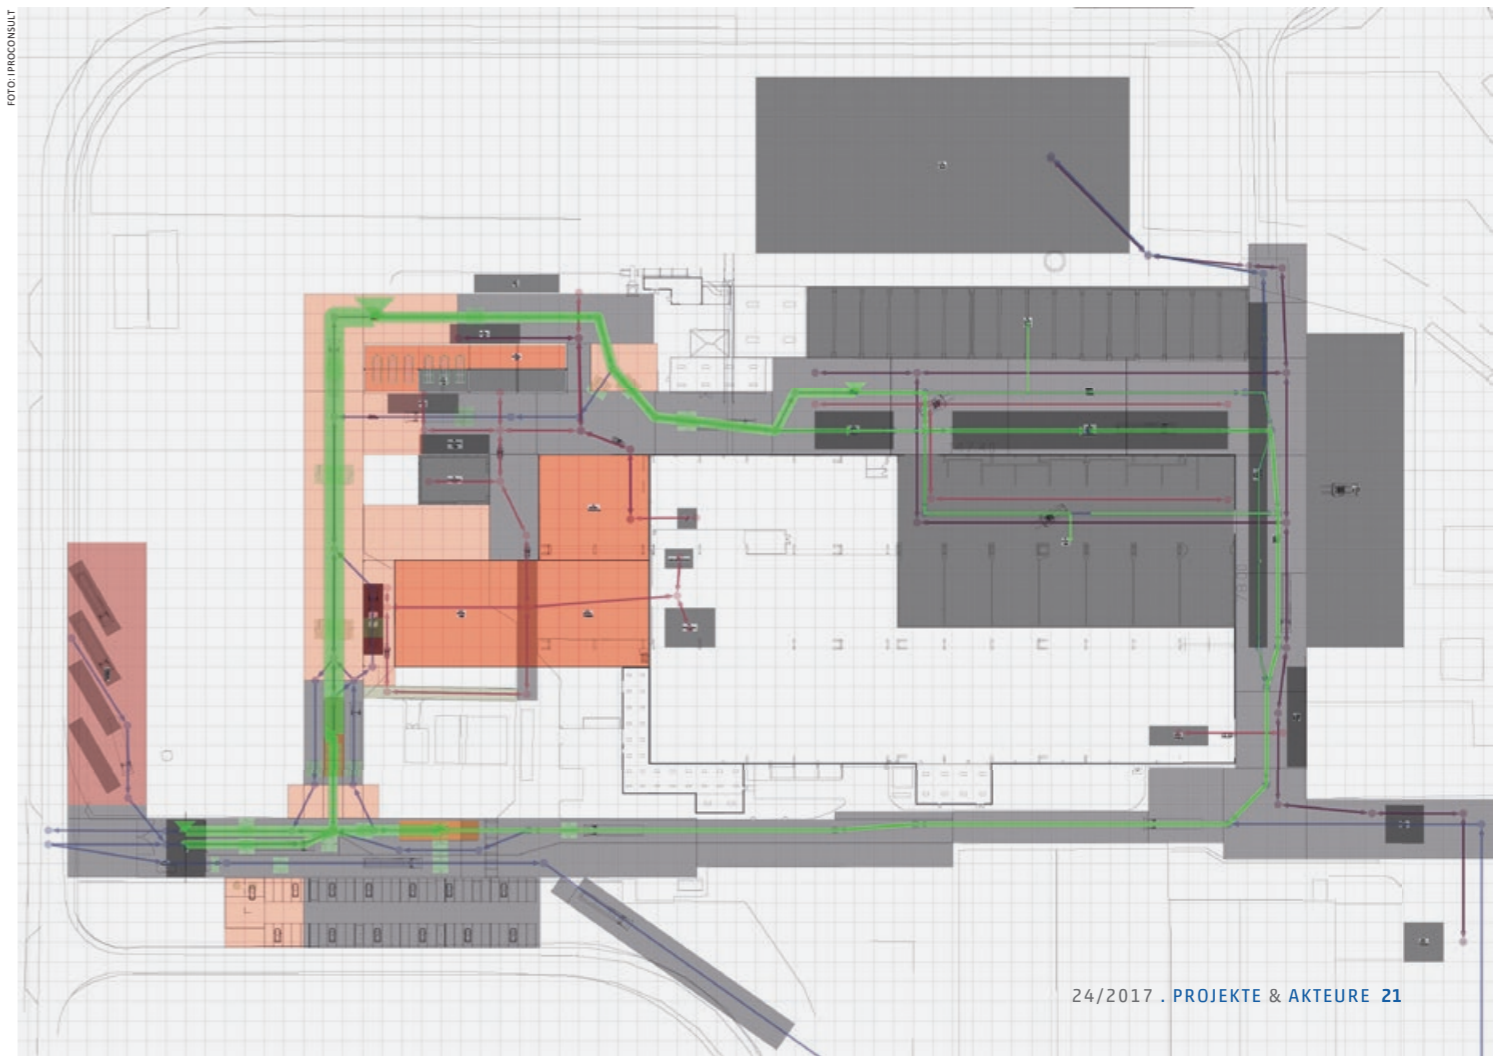 FOTO: IPROCONSULT
24/2017 . PROJEKTE & AKTEURE 21